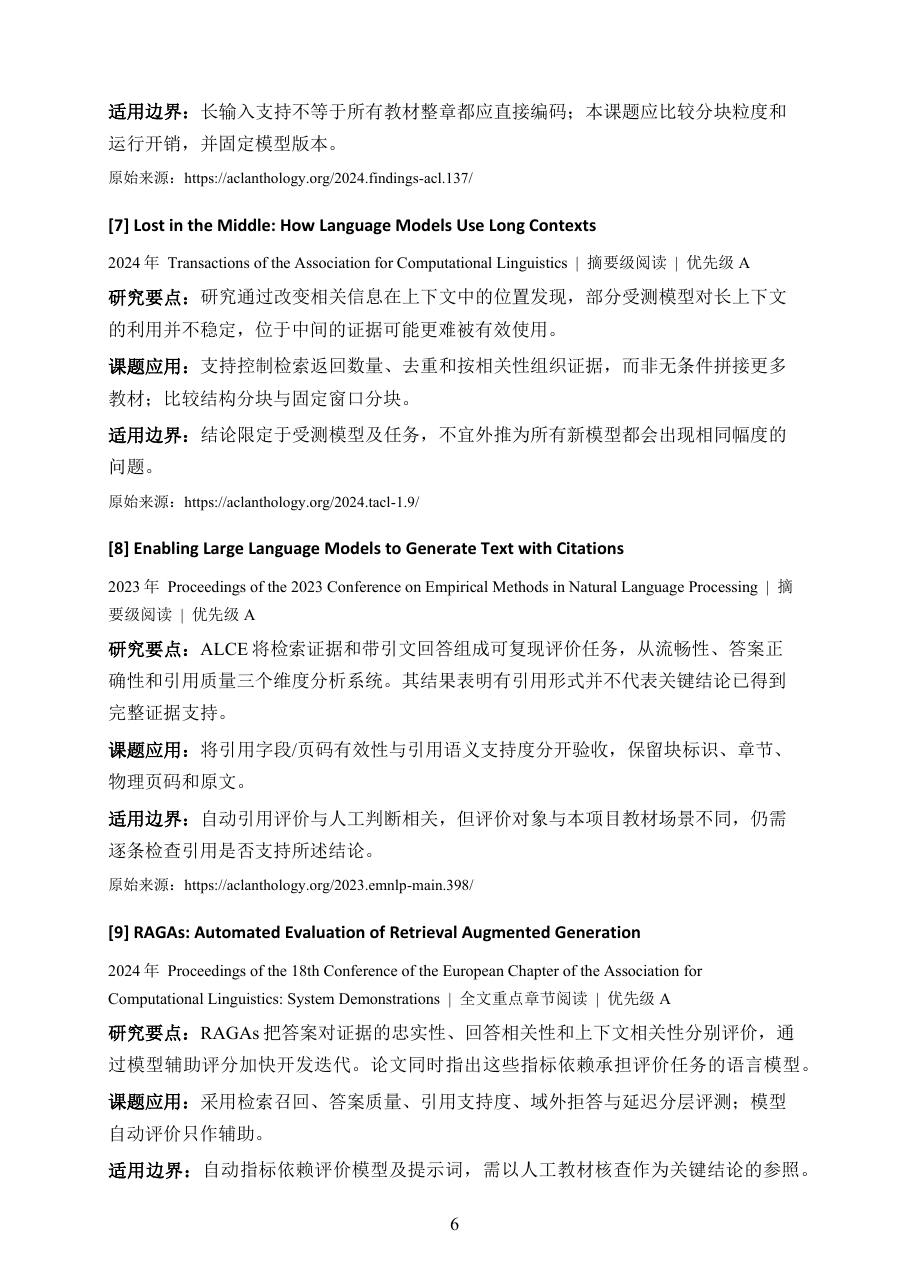 适用边界：长输入支持不等于所有教材整章都应直接编码；本课题应比较分块粒度和
运行开销，并固定模型版本。
原始来源：https://aclanthology.org/2024.findings-acl.137/
[7] Lost in the Middle: How Language Models Use Long Contexts
2024 年 Transactions of the Association for Computational Linguistics | 摘要级阅读 | 优先级 A
研究要点：研究通过改变相关信息在上下文中的位置发现，部分受测模型对长上下文
的利用并不稳定，位于中间的证据可能更难被有效使用。
课题应用：支持控制检索返回数量、去重和按相关性组织证据，而非无条件拼接更多
教材；比较结构分块与固定窗口分块。
适用边界：结论限定于受测模型及任务，不宜外推为所有新模型都会出现相同幅度的
问题。
原始来源：https://aclanthology.org/2024.tacl-1.9/
[8] Enabling Large Language Models to Generate Text with Citations
2023 年 Proceedings of the 2023 Conference on Empirical Methods in Natural Language Processing | 摘
要级阅读 | 优先级 A
研究要点：ALCE 将检索证据和带引文回答组成可复现评价任务，从流畅性、答案正
确性和引用质量三个维度分析系统。其结果表明有引用形式并不代表关键结论已得到
完整证据支持。
课题应用：将引用字段/页码有效性与引用语义支持度分开验收，保留块标识、章节、
物理页码和原文。
适用边界：自动引用评价与人工判断相关，但评价对象与本项目教材场景不同，仍需
逐条检查引用是否支持所述结论。
原始来源：https://aclanthology.org/2023.emnlp-main.398/
[9] RAGAs: Automated Evaluation of Retrieval Augmented Generation
2024 年 Proceedings of the 18th Conference of the European Chapter of the Association for
Computational Linguistics: System Demonstrations | 全文重点章节阅读 | 优先级 A
研究要点：RAGAs 把答案对证据的忠实性、回答相关性和上下文相关性分别评价，通
过模型辅助评分加快开发迭代。论文同时指出这些指标依赖承担评价任务的语言模型。
课题应用：采用检索召回、答案质量、引用支持度、域外拒答与延迟分层评测；模型
自动评价只作辅助。
适用边界：自动指标依赖评价模型及提示词，需以人工教材核查作为关键结论的参照。
6